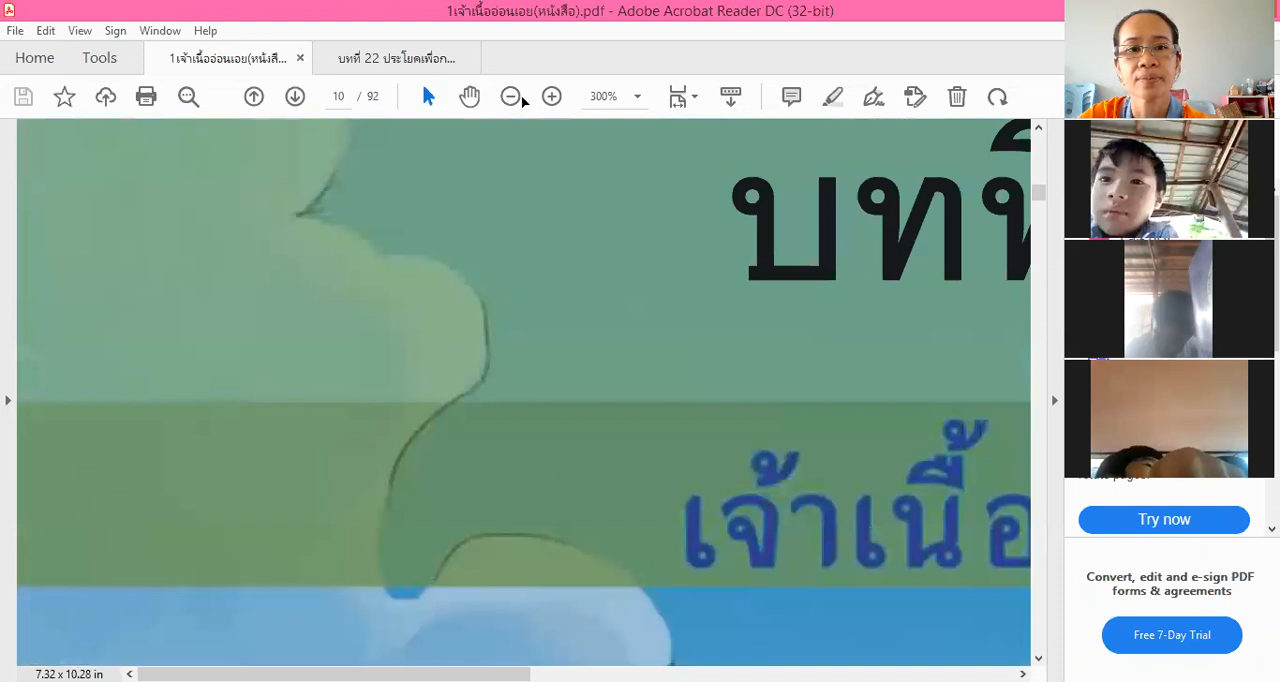 1เจ้าเนื้ออ่อนเอย(หนังสือ).pdf - Adobe Acrobat Reader DC (32-bit)
File Edit View Sign Window Help
Home Tools 1เจ้าเนื้ออ่อนเอย(หนังสื... × บทที่ 22 ประโยคเพื่อก...
10 / 92 300%
บทที่
เจ้าเนื้อ
7.32 x 10.28 in
Try now
Convert, edit and e-sign PDF
forms & agreements
Free 7-Day Trial